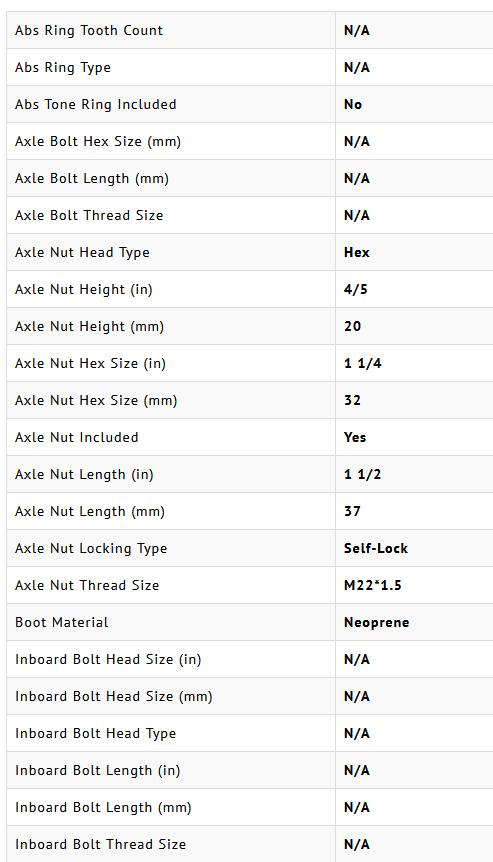 Abs Ring Tooth Count N/A
Abs Ring Type N/A
Abs Tone Ring Included No
Axle Bolt Hex Size (mm) N/A
Axle Bolt Length (mm) N/A
Axle Bolt Thread Size N/A
Axle Nut Head Type Hex
Axle Nut Height (in) 4/5
Axle Nut Height (mm) 20
Axle Nut Hex Size (in) 1 1/4
Axle Nut Hex Size (mm) 32
Axle Nut Included Yes
Axle Nut Length (in) 1 1/2
Axle Nut Length (mm) 37
Axle Nut Locking Type Self-Lock
Axle Nut Thread Size M22*1.5
Boot Material Neoprene
Inboard Bolt Head Size (in) N/A
Inboard Bolt Head Size (mm) N/A
Inboard Bolt Head Type N/A
Inboard Bolt Length (in) N/A
Inboard Bolt Length (mm) N/A
Inboard Bolt Thread Size N/A